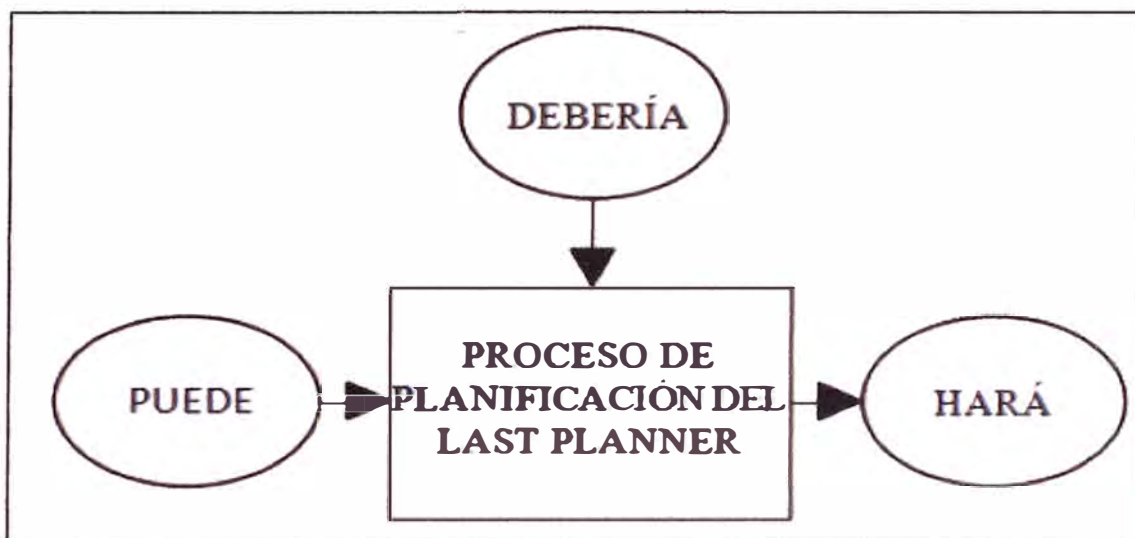 DEBERÍA
PUEDE
PROCESO DE
PLANIFICACIÓN DEL
LAST PLANNER
HARÁ